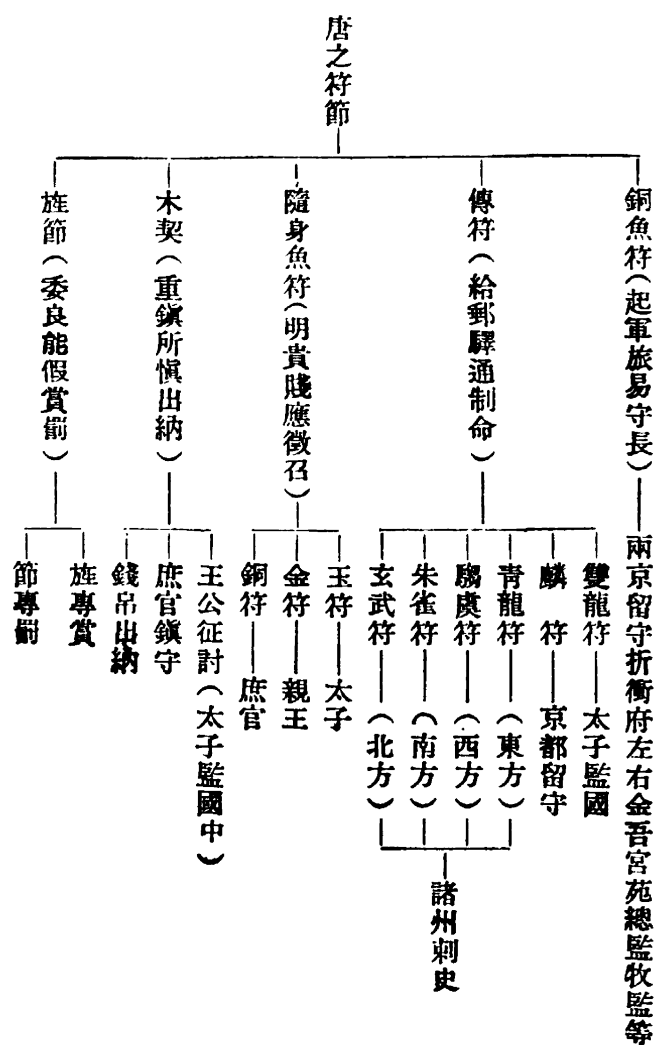 唐之符節
銅魚符（起軍旅易守長）
兩京留守折衝府左右金吾宮苑總監牧監等
傳符（給郵驛通制命）
雙龍符
太子監國
麟符
京都留守
青龍符
（東方）
騶虞符
（西方）
朱雀符
（南方）
玄武符
（北方）
諸州刺史
隨身魚符（明貴賤應徵召）
玉符
太子
金符
親王
銅符
庶官
木契（重鎭所愼出納）
王公征討（太子監國中）
庶官鎭守
錢帛出納
旌節（委良能假賞罰）
旌專賞
節專罰